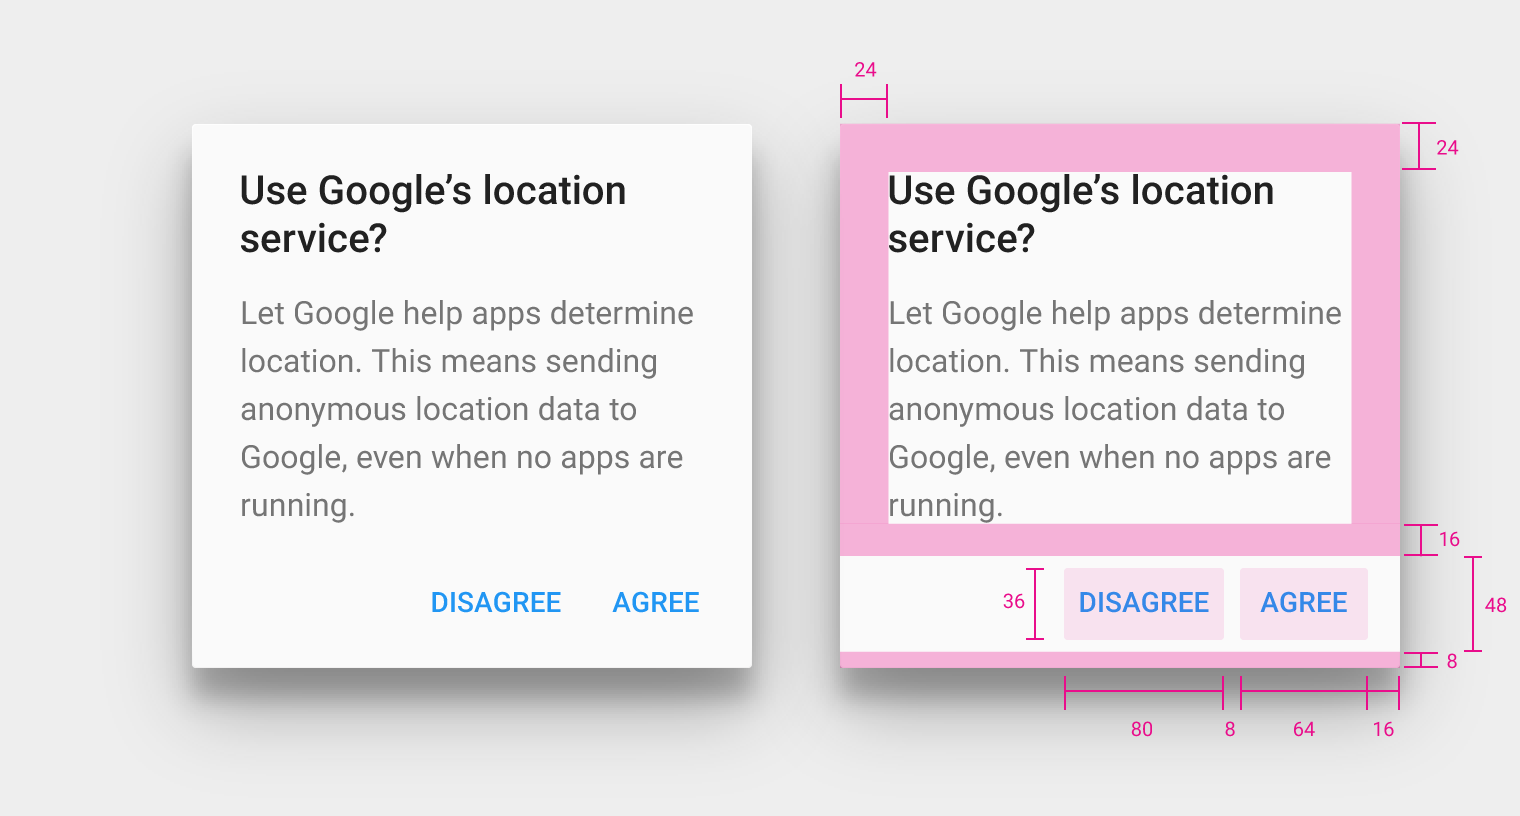 Use Google’s location
service?
Let Google help apps determine
location. This means sending
anonymous location data to
Google, even when no apps are
running.
DISAGREE AGREE
24
24
Use Google’s location
service?
Let Google help apps determine
location. This means sending
anonymous location data to
Google, even when no apps are
running.
16
36 DISAGREE AGREE 48
8
80 8 64 16